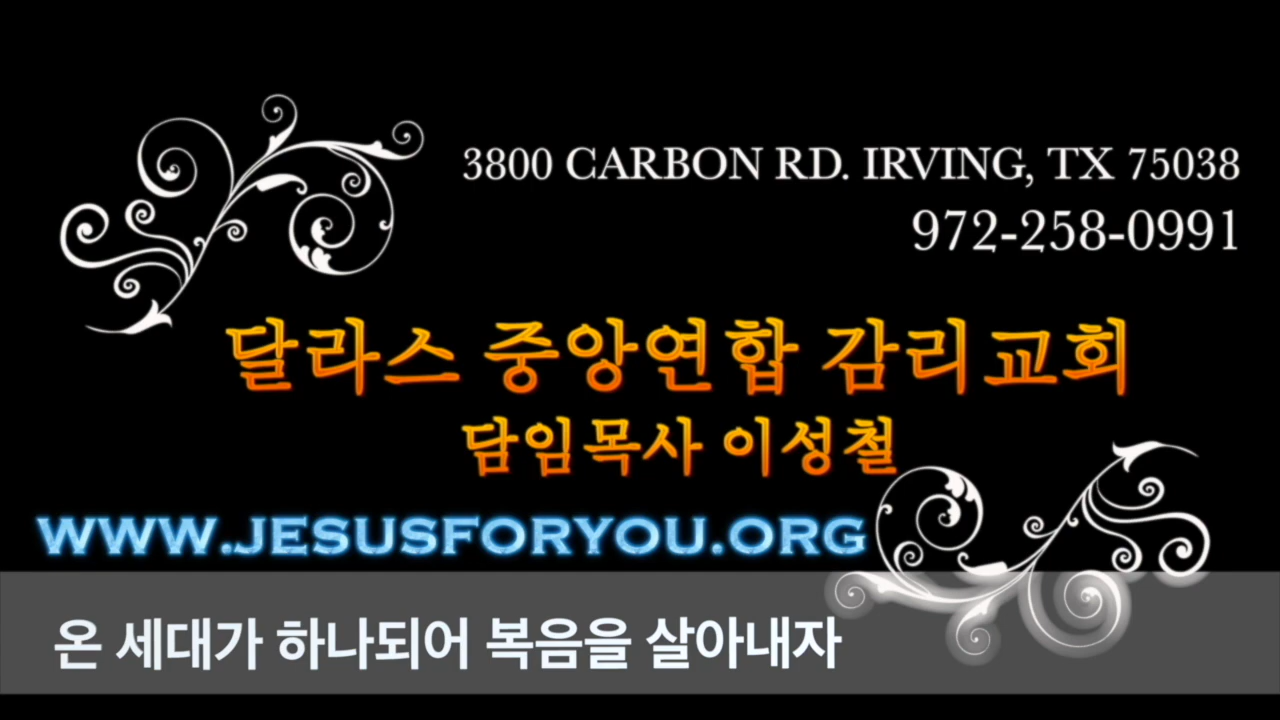 3800 CARBON RD. IRVING, TX 75038
972-258-0991
달라스 중앙연합 감리교회
담임목사 이성철
WWW.JESUSFORYOU.ORG
온 세대가 하나되어 복음을 살아내자